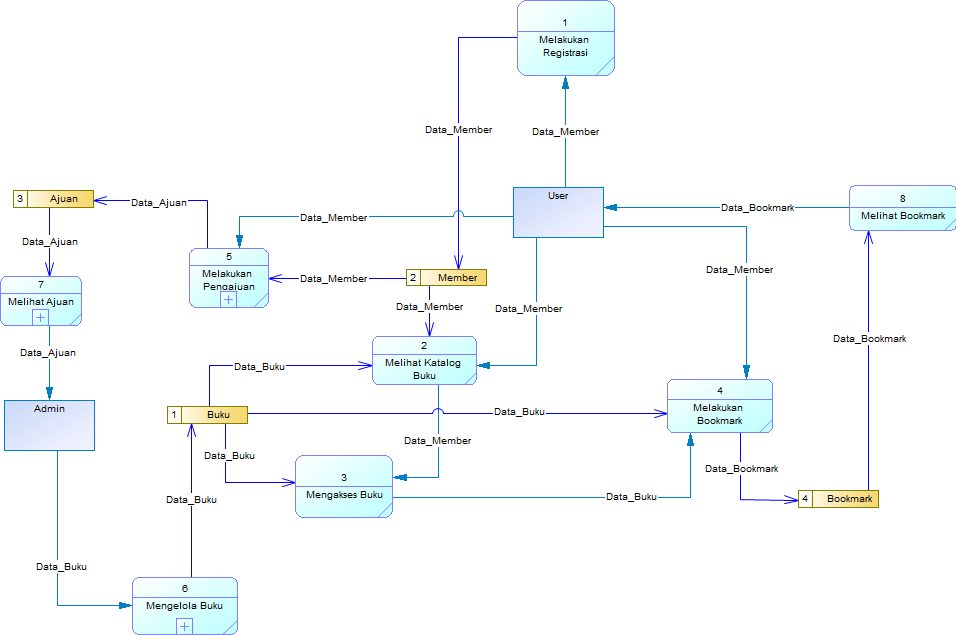 1
Melakukan
Registrasi
Data_Member
Data_Member
User
8
Melihat Bookmark
Data_Bookmark
3
Ajuan
Data_Ajuan
Data_Member
Data_Ajuan
5
Melakukan
Pengajuan
Data_Member
2
Member
Data_Member
7
Melihat Ajuan
Data_Member
Data_Member
Data_Bookmark
Data_Ajuan
2
Melihat Katalog
Buku
Data_Buku
Admin
1
Buku
Data_Buku
4
Melakukan
Bookmark
Data_Member
Data_Buku
Data_Bookmark
3
Mengakses Buku
Data_Buku
Data_Buku
4
Bookmark
Data_Buku
6
Mengelola Buku